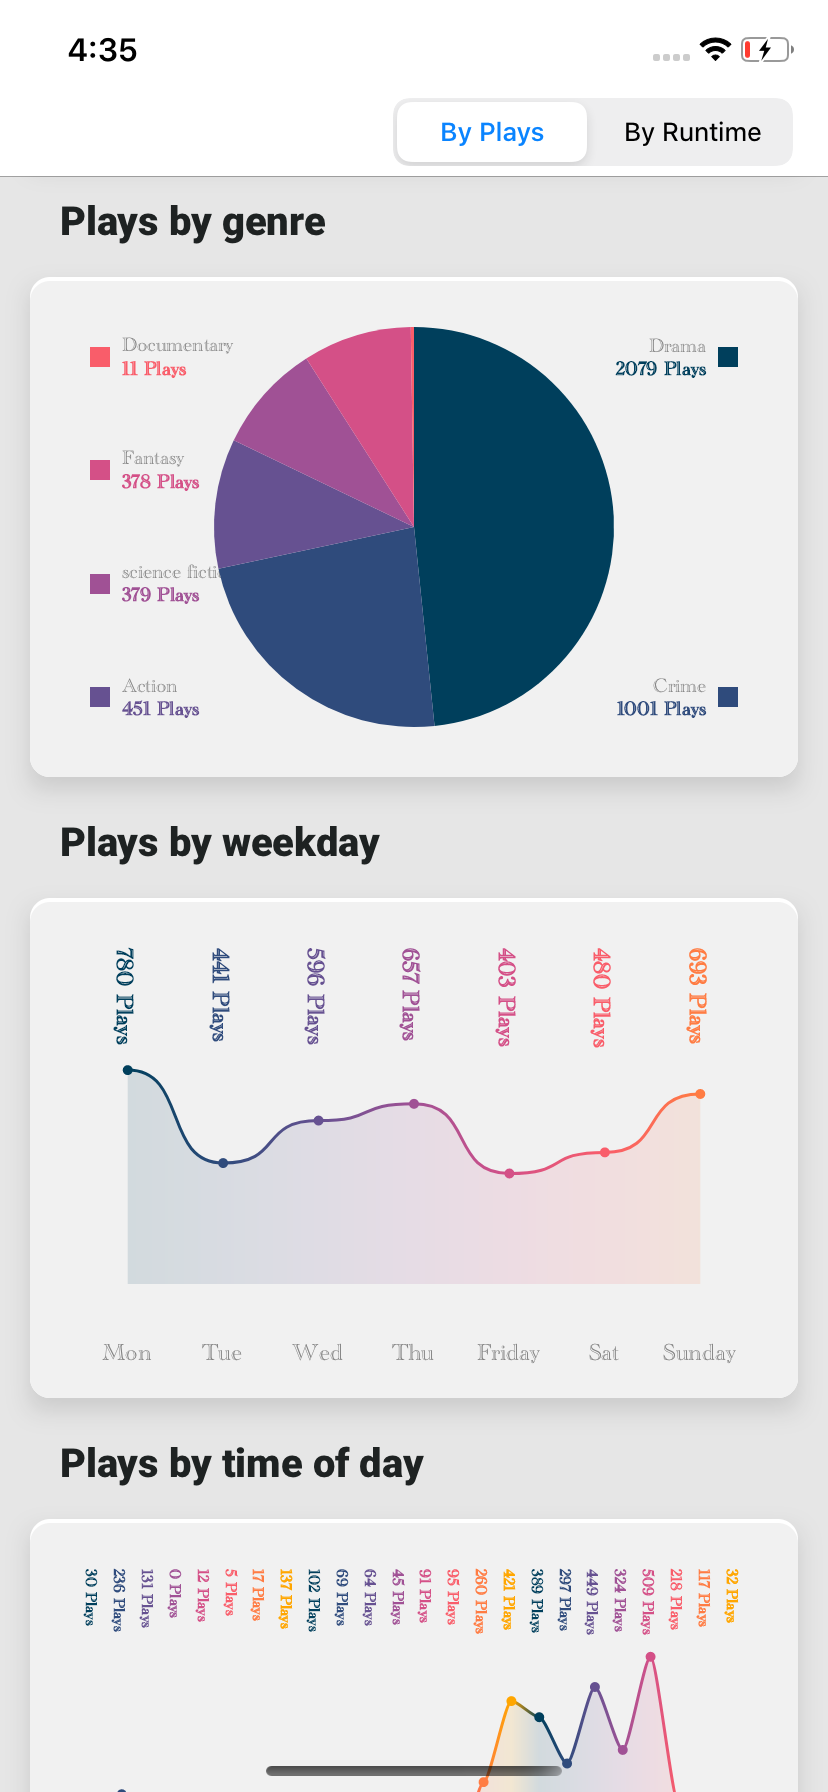 4:35
By Plays
By Runtime
Plays by genre
Documentary
11 Plays
Fantasy
378 Plays
science fictio
379 Plays
Action
451 Plays
Drama
2079 Plays
Crime
1001 Plays
Plays by weekday
780 Plays
441 Plays
596 Plays
657 Plays
403 Plays
480 Plays
693 Plays
Mon
Tue
Wed
Thu
Friday
Sat
Sunday
Plays by time of day
30 Plays
236 Plays
131 Plays
0 Plays
12 Plays
5 Plays
17 Plays
137 Plays
102 Plays
69 Plays
64 Plays
45 Plays
91 Plays
95 Plays
260 Plays
421 Plays
389 Plays
297 Plays
449 Plays
324 Plays
509 Plays
218 Plays
117 Plays
32 Plays